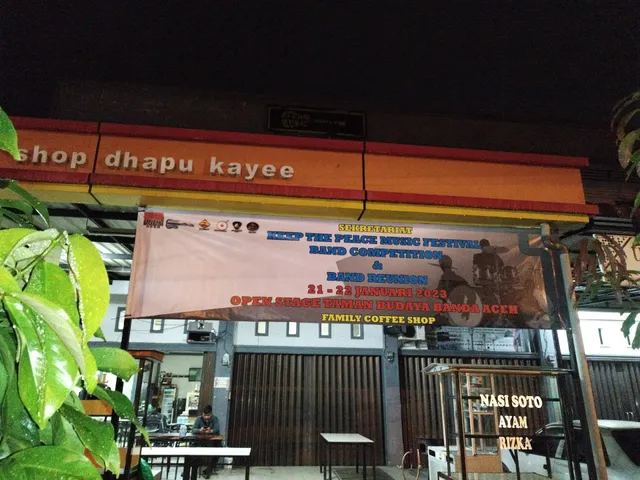 shop dhapu kayee
SEKRETARIAT
KEEP THE PEACE MUSIC FESTIVAL
BAND COMPETITION
&
BAND REUNION
21 - 22 JANUARI 2023
OPEN STAGE TAMAN BUDAYA BANDA ACEH
FAMILY COFFEE SHOP
NASI SOTO
AYAM
RIZKA